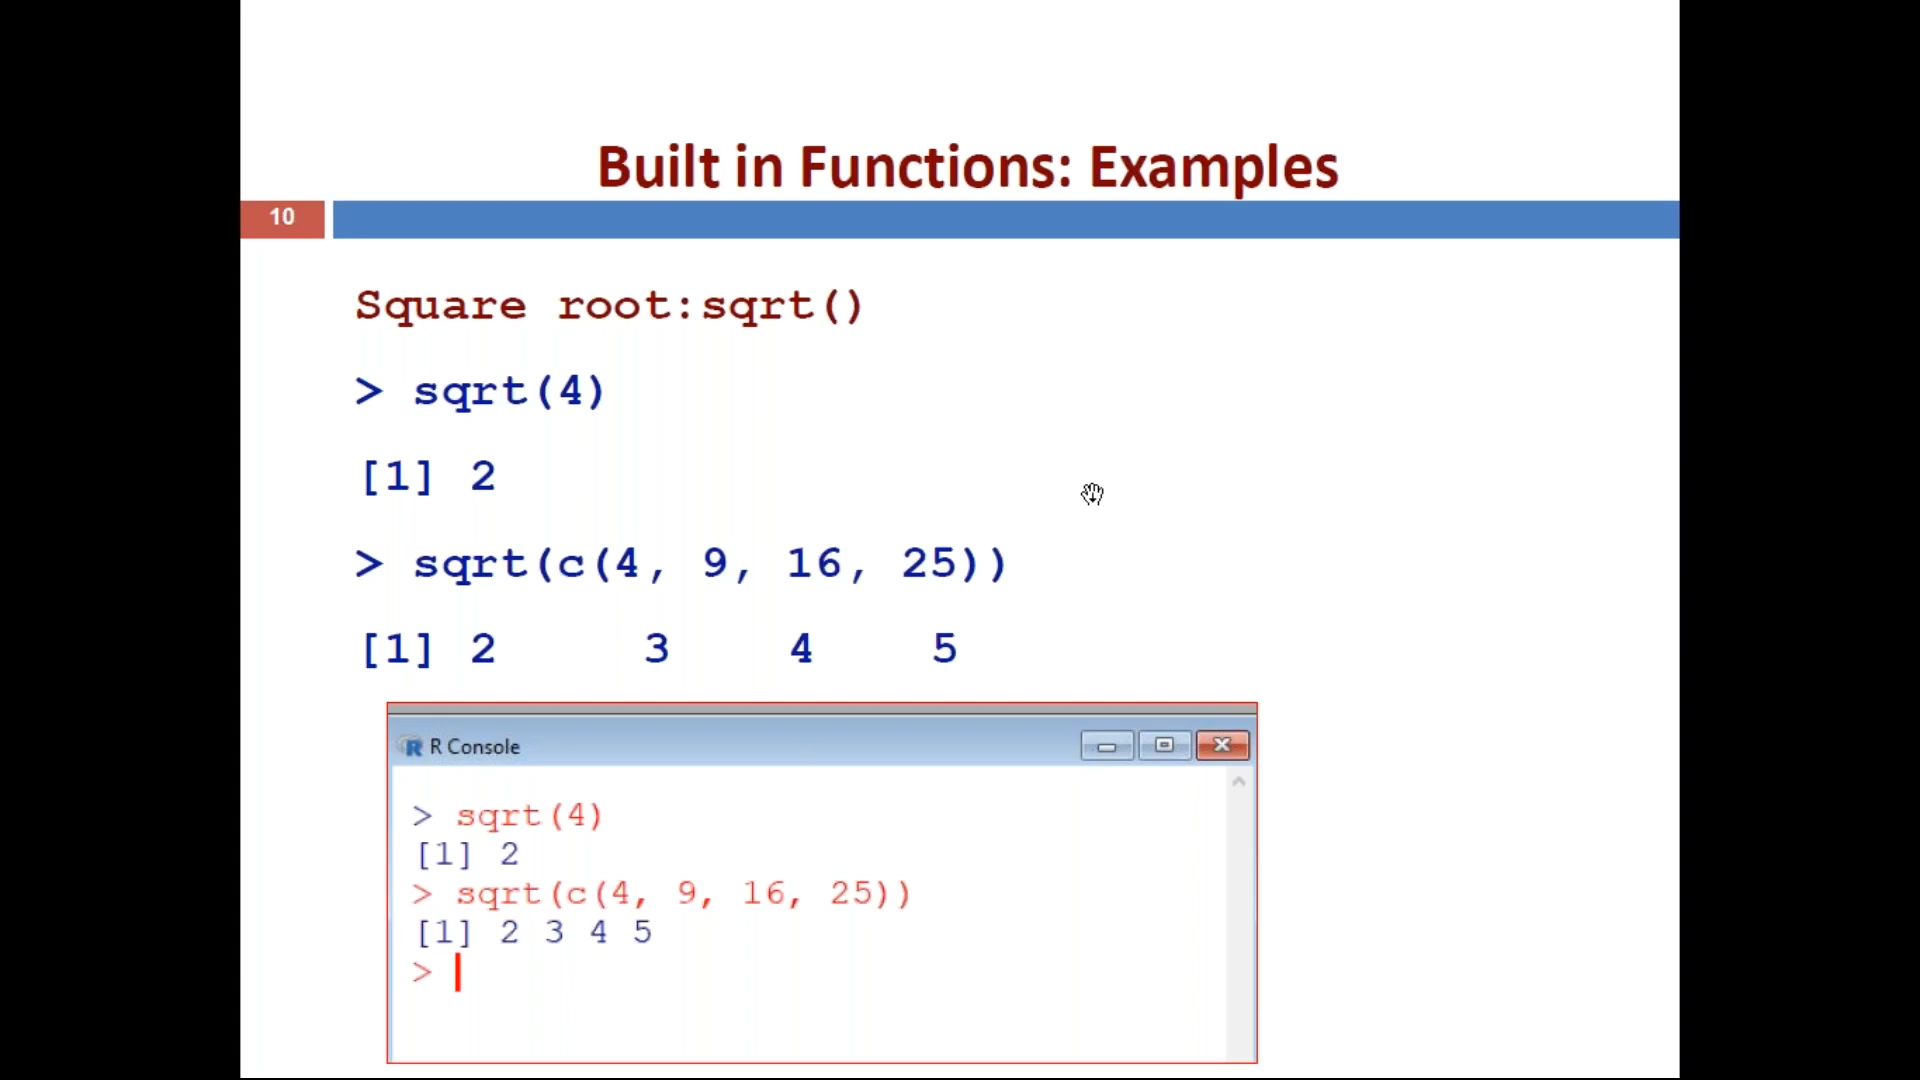 Built in Functions: Examples
10
Square root:sqrt()
> sqrt(4)
[1] 2
> sqrt(c(4, 9, 16, 25))
[1] 2 3 4 5
R Console
> sqrt(4)
[1] 2
> sqrt(c(4, 9, 16, 25))
[1] 2 3 4 5
>